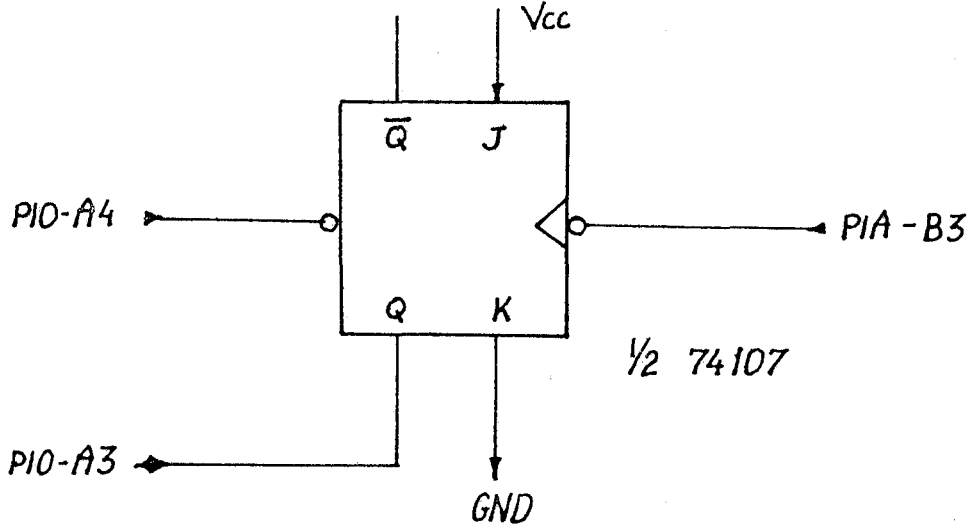 Vcc
Q̅ J
PIO-A4
PIA-B3
Q K
½ 74107
PIO-A3
GND